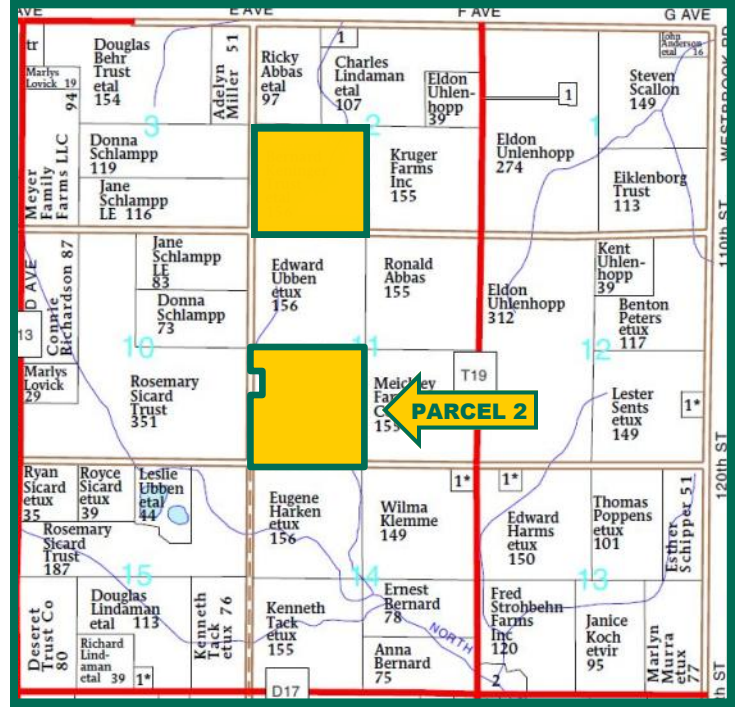 AVE
E AVE
F AVE
G AVE
tr
Marlys
Lovick 19
94
Douglas
Behr
Trust
etal
154
Adelyn
Miller 51
Ricky
Abbas
etal
97
1
Charles
Lindaman
etal
107
Eldon
Uhlen-
hopp
39
1
John
Anderson
etal 16
Steven
Scallon
149
WESTBROOK RD
3
2
1
Meyer
Family
Farms LLC
Donna
Schlampp
119
Jane
Schlampp
LE 116
Kruger
Farms
Inc
155
Eldon
Unlenhopp
274
Eiklenborg
Trust
113
110th ST
D AVE
Connie
Richardson 87
Jane
Schlampp
LE
83
Donna
Schlampp
73
Edward
Ubben
etux
156
Ronald
Abbas
155
Eldon
Uhlenhopp
312
Kent
Uhlen-
hopp
39
Benton
Peters
etux
117
13
10
11
12
Marlys
Lovick
29
Rosemary
Sicard
Trust
351
T19
PARCEL 2
Lester
Sents
etux
149
1*
120th ST
Ryan
Sicard
etux
35
Royce
Sicard
etux
39
Leslie
Ubben
etal
44
Rosemary
Sicard
Trust
187
Eugene
Harken
etux
156
1*
Wilma
Klemme
149
1*
Edward
Harms
etux
150
Thomas
Poppens
etux
101
Esther
Schipper 51
15
14
13
Deseret
Trust Co
80
Douglas
Lindaman
etal 113
Richard
Lind-
aman
etal 39
1*
Kenneth
Tack
etux 76
Kenneth
Tack
etux
155
D17
Ernest
Bernard
78
NORTH
Anna
Bernard
75
Fred
Strohbehn
Farms
Inc
120
2
Janice
Koch
etvir
95
Marlyn
Murra
etux
77
th ST